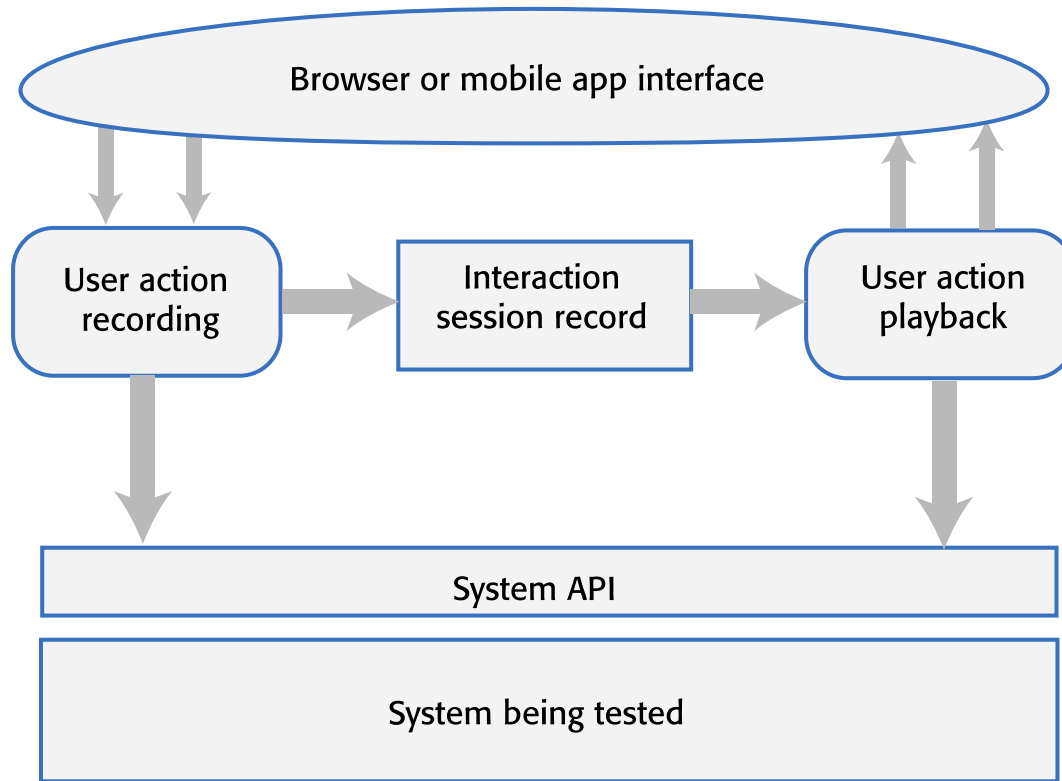 Browser or mobile app interface
User action
recording
Interaction
session record
User action
playback
System API
System being tested